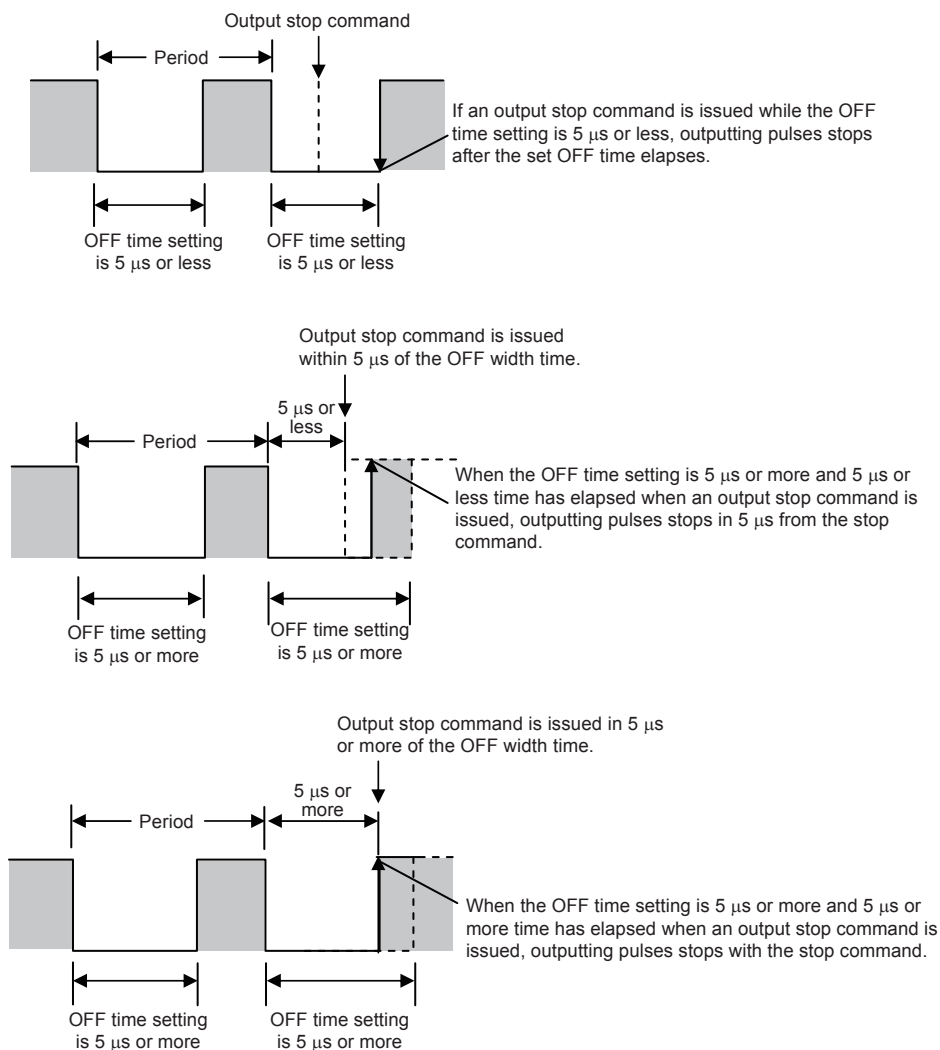 Output stop command
Period
If an output stop command is issued while the OFF
time setting is 5 μs or less, outputting pulses stops
after the set OFF time elapses.
OFF time setting
is 5 μs or less
OFF time setting
is 5 μs or less
Output stop command is issued
within 5 μs of the OFF width time.
5 μs or
less
Period
When the OFF time setting is 5 μs or more and 5 μs or
less time has elapsed when an output stop command is
issued, outputting pulses stops in 5 μs from the stop
command.
OFF time setting
is 5 μs or more
OFF time setting
is 5 μs or more
Output stop command is issued in 5 μs
or more of the OFF width time.
5 μs or
more
Period
When the OFF time setting is 5 μs or more and 5 μs or
more time has elapsed when an output stop command is
issued, outputting pulses stops with the stop command.
OFF time setting
is 5 μs or more
OFF time setting
is 5 μs or more